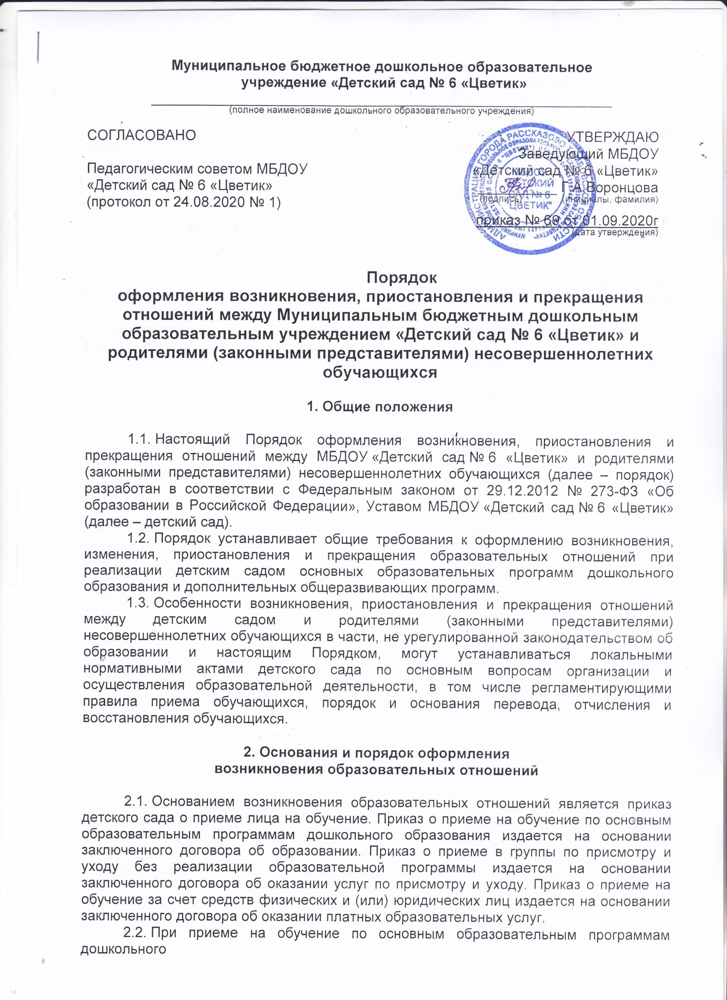 Муниципальное бюджетное дошкольное образовательное
учреждение «Детский сад № 6 «Цветик»
(полное наименование дошкольного образовательного учреждения)
СОГЛАСОВАНО
Педагогическим советом МБДОУ
«Детский сад № 6 «Цветик»
(протокол от 24.08.2020 № 1)
УТВЕРЖДАЮ
Заведующий МБДОУ
«Детский сад № 6 «Цветик»
Г.А.Воронцова
(подпись) (инициалы, фамилия)
приказ № 69 от 01.09.2020г
(дата утверждения)
АДМИНИСТРАЦИЯ ГОРОДА РАССКАЗОВО ТАМБОВСКОЙ ОБЛАСТИ
ДЕТСКИЙ
САД № 6
"ЦВЕТИК"
Порядок
оформления возникновения, приостановления и прекращения
отношений между Муниципальным бюджетным дошкольным
образовательным учреждением «Детский сад № 6 «Цветик» и
родителями (законными представителями) несовершеннолетних
обучающихся
1. Общие положения
1.1. Настоящий Порядок оформления возникновения, приостановления и
прекращения отношений между МБДОУ «Детский сад № 6 «Цветик» и родителями
(законными представителями) несовершеннолетних обучающихся (далее – порядок)
разработан в соответствии с Федеральным законом от 29.12.2012 № 273-ФЗ «Об
образовании в Российской Федерации», Уставом МБДОУ «Детский сад № 6 «Цветик»
(далее – детский сад).
1.2. Порядок устанавливает общие требования к оформлению возникновения,
изменения, приостановления и прекращения образовательных отношений при
реализации детским садом основных образовательных программ дошкольного
образования и дополнительных общеразвивающих программ.
1.3. Особенности возникновения, приостановления и прекращения отношений
между детским садом и родителями (законными представителями)
несовершеннолетних обучающихся в части, не урегулированной законодательством об
образовании и настоящим Порядком, могут устанавливаться локальными
нормативными актами детского сада по основным вопросам организации и
осуществления образовательной деятельности, в том числе регламентирующими
правила приема обучающихся, порядок и основания перевода, отчисления и
восстановления обучающихся.
2. Основания и порядок оформления
возникновения образовательных отношений
2.1. Основанием возникновения образовательных отношений является приказ
детского сада о приеме лица на обучение. Приказ о приеме на обучение по основным
образовательным программам дошкольного образования издается на основании
заключенного договора об образовании. Приказ о приеме в группы по присмотру и
уходу без реализации образовательной программы издается на основании
заключенного договора об оказании услуг по присмотру и уходу. Приказ о приеме на
обучение за счет средств физических и (или) юридических лиц издается на основании
заключенного договора об оказании платных образовательных услуг.
2.2. При приеме на обучение по основным образовательным программам
дошкольного